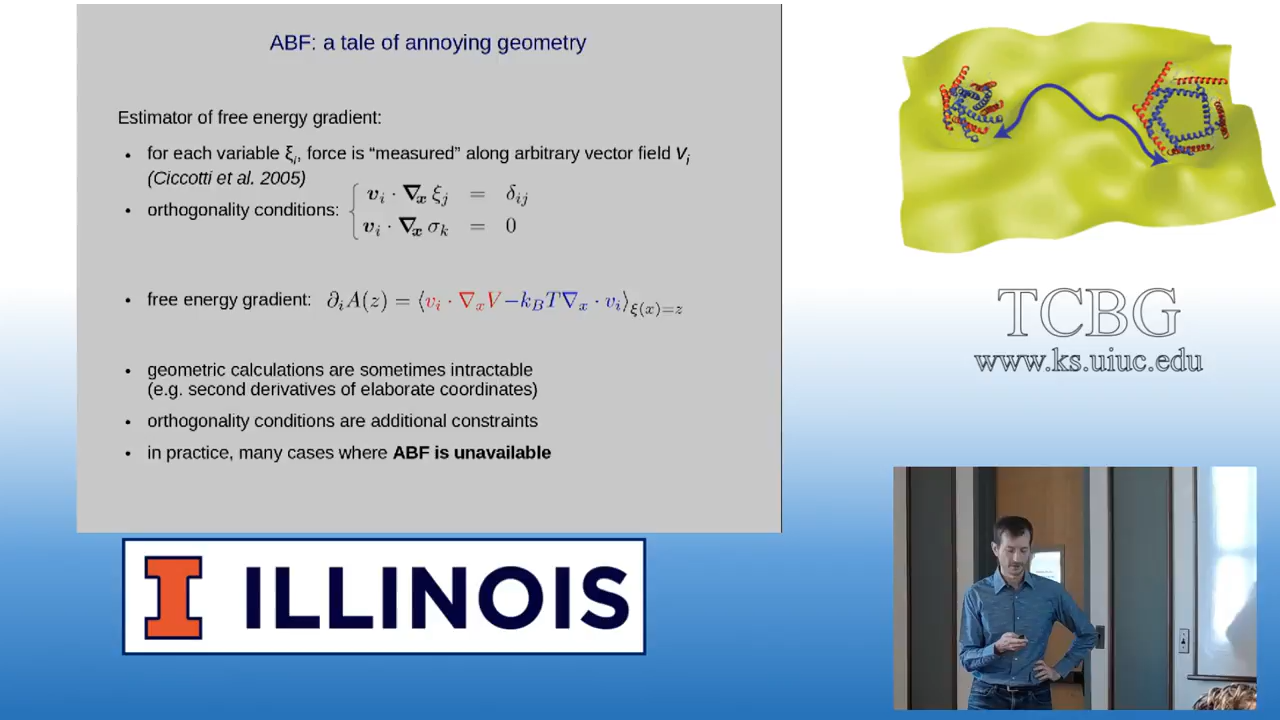 ABF: a tale of annoying geometry
Estimator of free energy gradient:
• for each variable ξᵢ, force is “measured” along arbitrary vector field vᵢ
(Ciccotti et al. 2005)
• orthogonality conditions: { vᵢ · ∇ₓ ξⱼ = δᵢⱼ
vᵢ · ∇ₓ σₖ = 0
• free energy gradient: ∂ᵢA(z) = ⟨vᵢ · ∇ₓV − k_BT∇ₓ · vᵢ⟩_ξ(x)=z
• geometric calculations are sometimes intractable
(e.g. second derivatives of elaborate coordinates)
• orthogonality conditions are additional constraints
• in practice, many cases where ABF is unavailable
TCBG
www.ks.uiuc.edu
I ILLINOIS